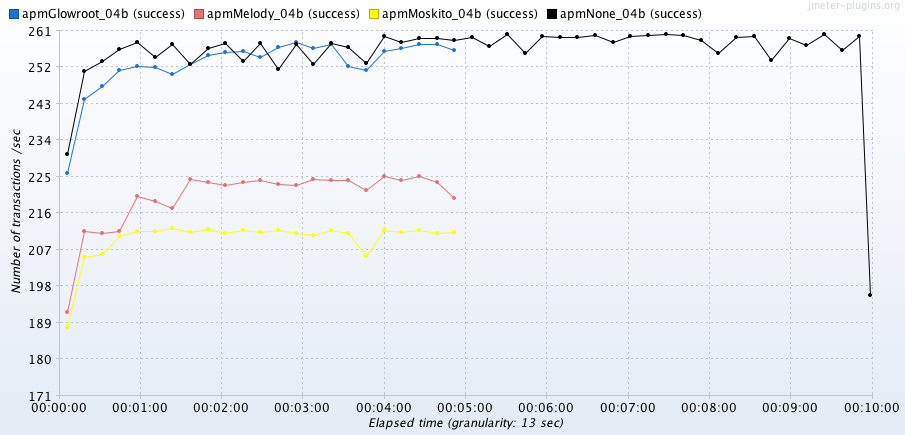 jmeter-plugins.org
apmGlowroot_04b (success) apmMelody_04b (success) apmMoskito_04b (success) apmNone_04b (success)
261
252
243
234
225
216
207
198
189
180
171
Number of transactions /sec
00:00:00 00:01:00 00:02:00 00:03:00 00:04:00 00:05:00 00:06:00 00:07:00 00:08:00 00:09:00 00:10:00
Elapsed time (granularity: 13 sec)